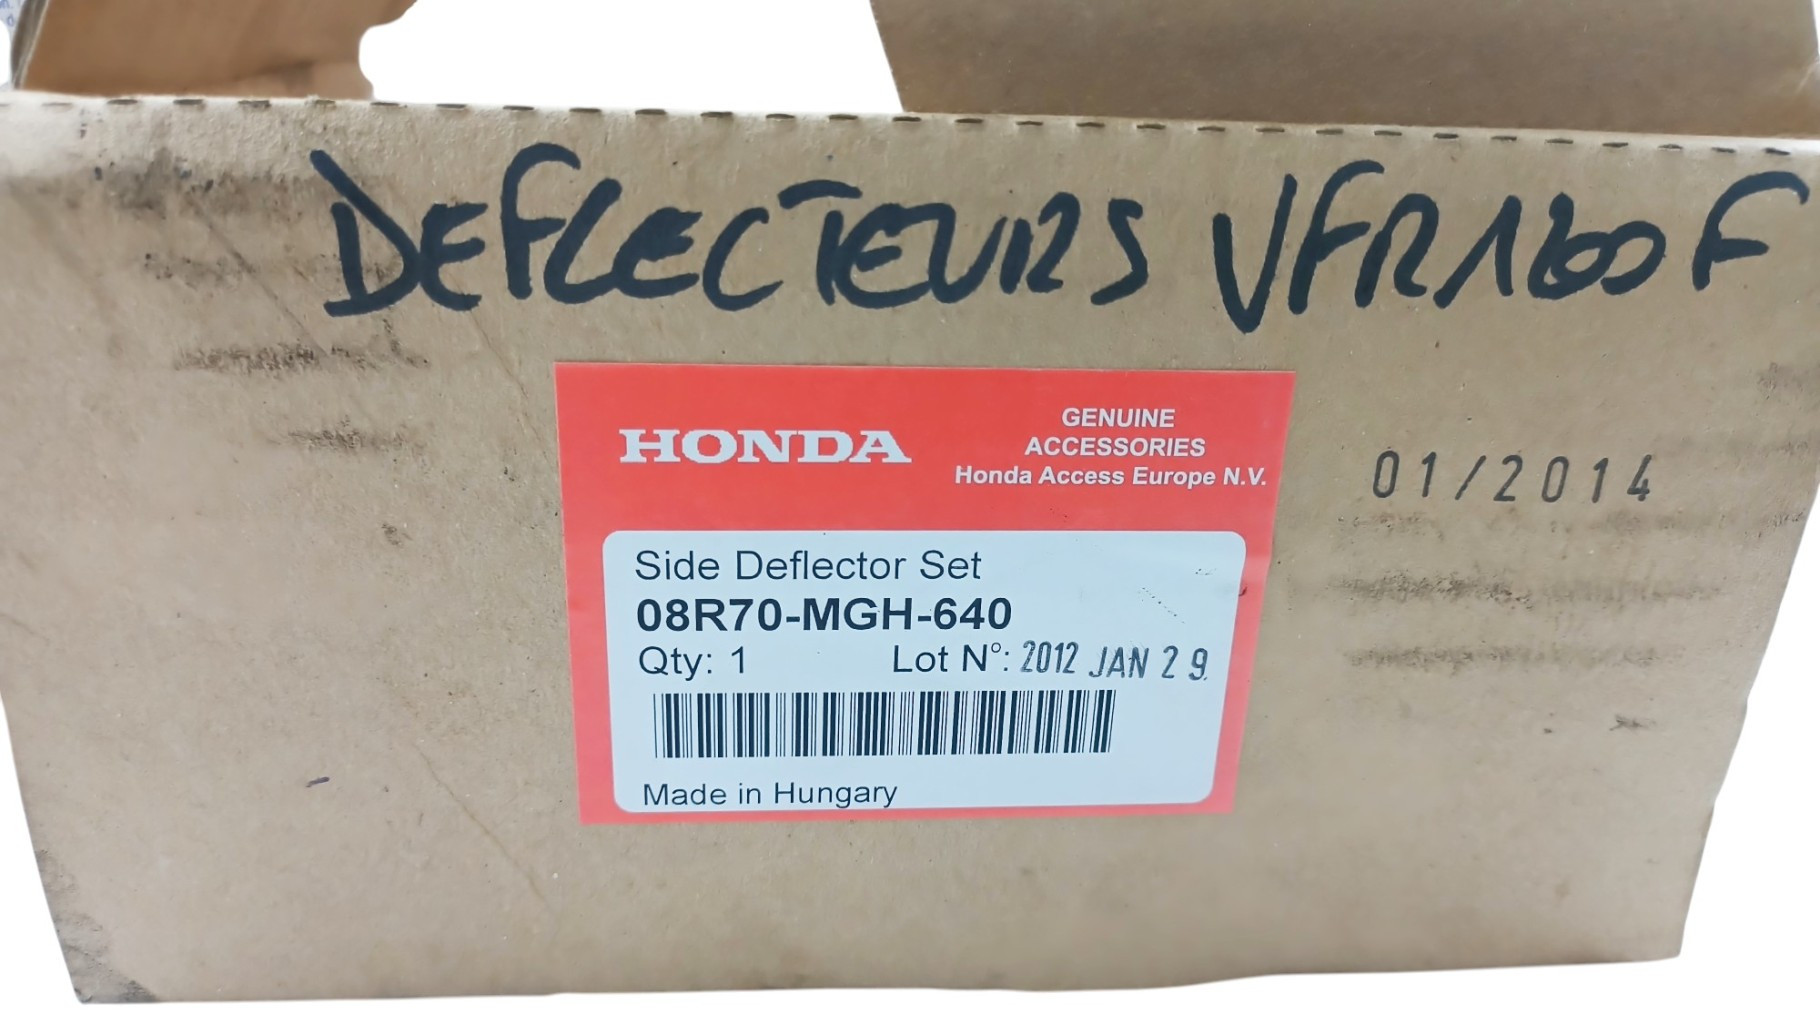 DEFLECTEURS VFR1200F
HONDA
GENUINE
ACCESSORIES
Honda Access Europe N.V.
01/2014
Side Deflector Set
08R70-MGH-640
Qty: 1 Lot N°: 2012 JAN 29.
Made in Hungary